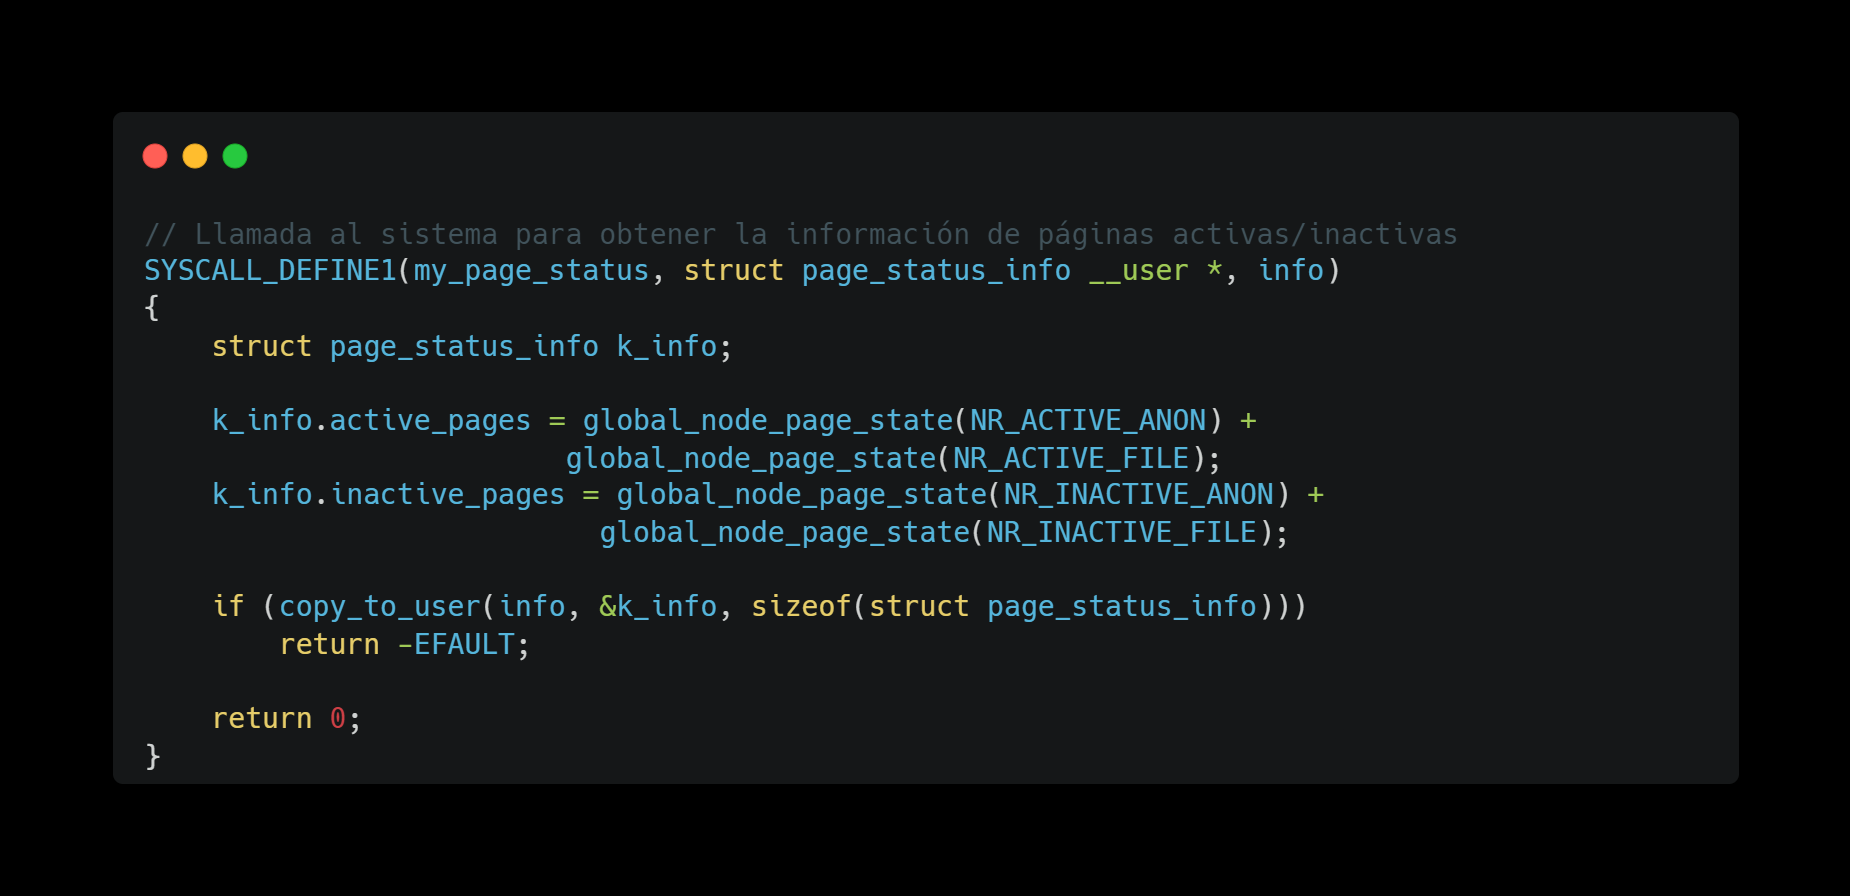 // Llamada al sistema para obtener la información de páginas activas/inactivas
SYSCALL_DEFINE1(my_page_status, struct page_status_info __user *, info)
{
    struct page_status_info k_info;

    k_info.active_pages = global_node_page_state(NR_ACTIVE_ANON) +
                         global_node_page_state(NR_ACTIVE_FILE);
    k_info.inactive_pages = global_node_page_state(NR_INACTIVE_ANON) +
                           global_node_page_state(NR_INACTIVE_FILE);

    if (copy_to_user(info, &k_info, sizeof(struct page_status_info)))
        return -EFAULT;

    return 0;
}